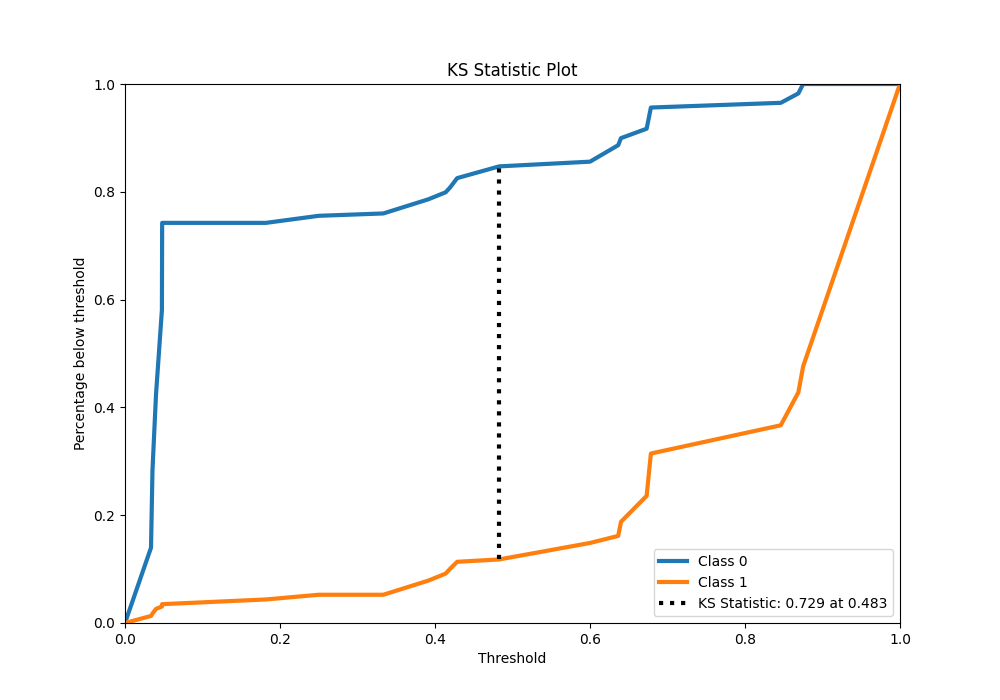 KS Statistic Plot
Percentage below threshold
1.0
0.8
0.6
0.4
0.2
0.0
0.0 0.2 0.4 0.6 0.8 1.0
Threshold
Class 0
Class 1
KS Statistic: 0.729 at 0.483